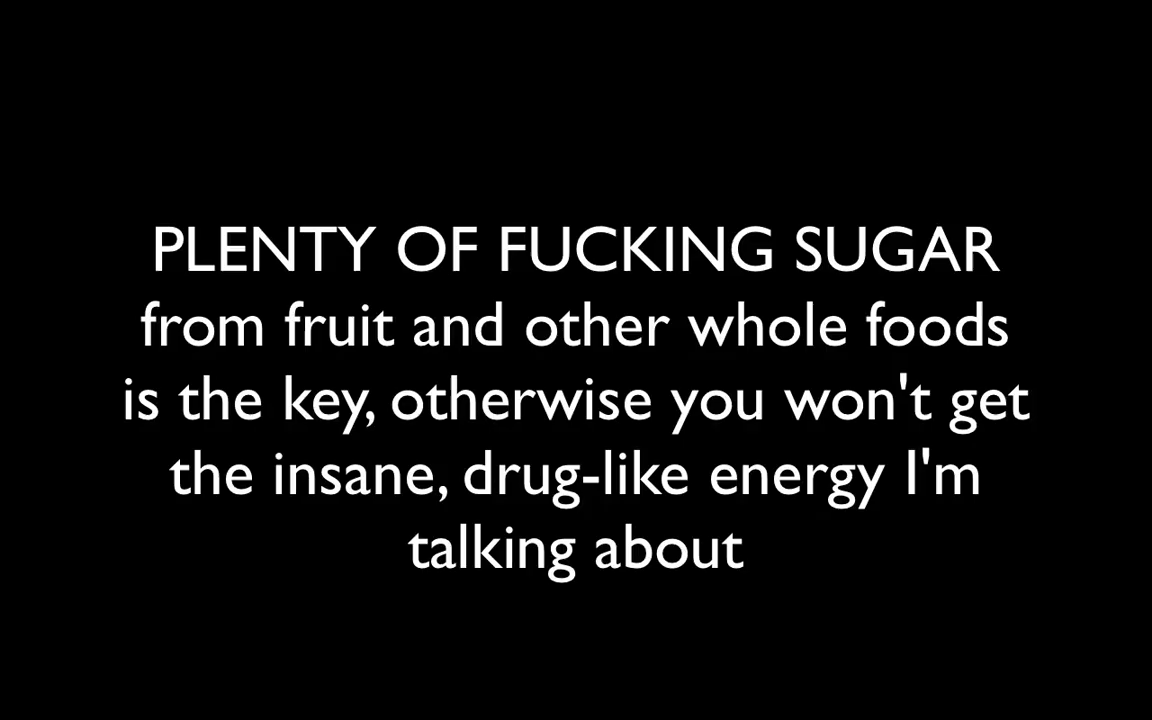 PLENTY OF FUCKING SUGAR
from fruit and other whole foods
is the key, otherwise you won't get
the insane, drug-like energy I'm
talking about